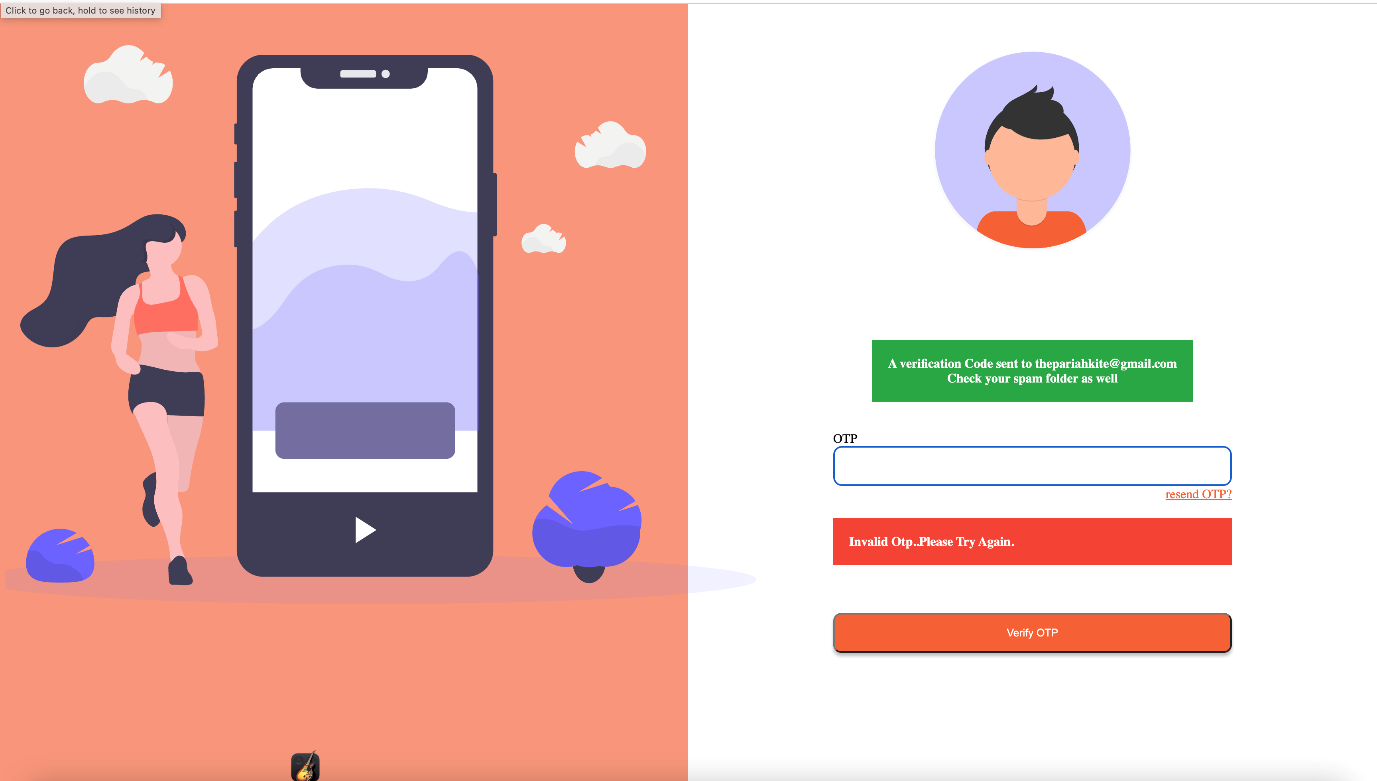 Click to go back, hold to see history
A verification Code sent to thepariahkite@gmail.com
Check your spam folder as well
OTP
resend OTP?
Invalid Otp..Please Try Again.
Verify OTP